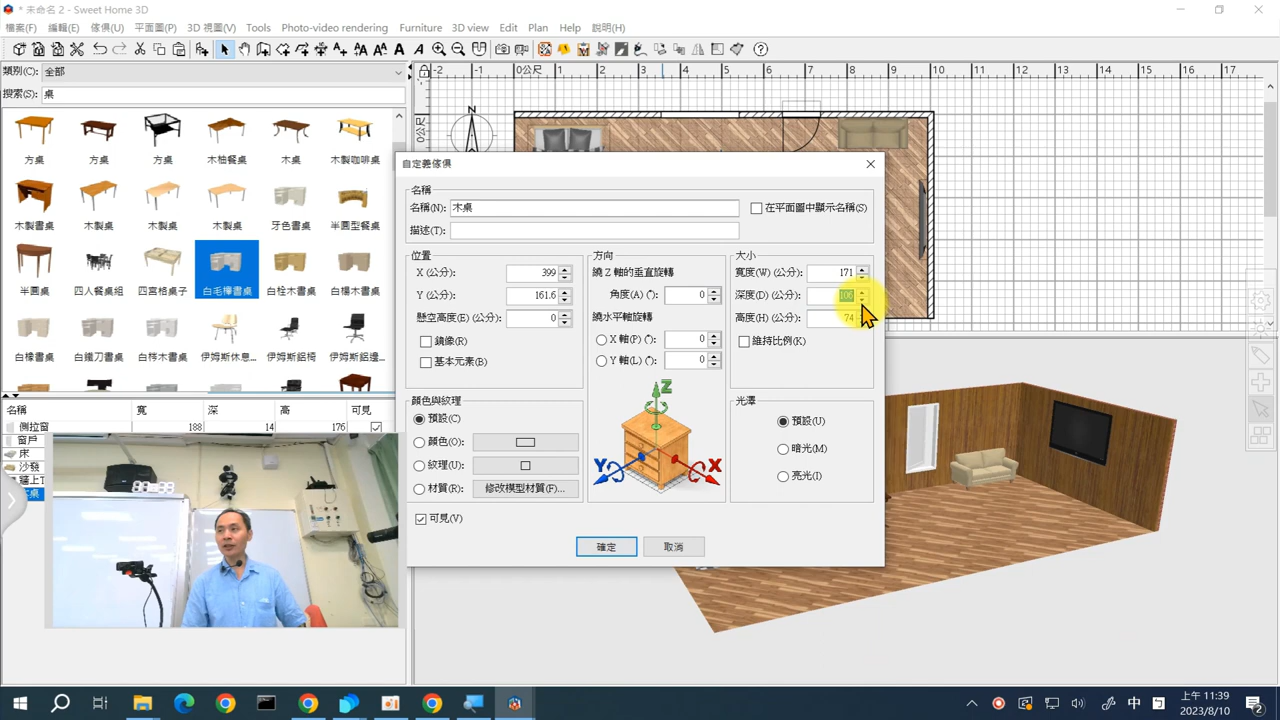 * 未命名 2 - Sweet Home 3D
檔案(F) 編輯(E) 傢俱(U) 平面圖(P) 3D 視圖(V) Tools Photo-video rendering Furniture 3D view Edit Plan Help 說明(H)
類別(C): 全部
搜索(S): 桌
方桌 方桌 方桌 木柚餐桌 木桌 木製咖啡桌
木製書桌 木製桌 木製桌 木製桌 牙色書桌 半圓型餐桌
半圓桌 四人餐桌組 四宮格桌子 白毛櫸書桌 白栓木書桌 白楊木書桌
白橡書桌 白鐵刀書桌 白梣木書桌 伊姆斯休息... 伊姆斯鋁椅 伊姆斯鋁邊...
名稱 寬 深 高 可見
側拉窗 188 14 176
窗戶
床
沙發
-2 -1 0公尺 1 2 3 4 5 6 7 8 9 10 11 12 13 14 15 16 17
0公尺
N
自定義傢俱
名稱
名稱(N): 木桌
在平面圖中顯示名稱(S)
描述(T):
位置
X (公分): 399
Y (公分): 161.6
懸空高度(E) (公分): 0
鏡像(R)
基本元素(B)
方向
繞 Z 軸的垂直旋轉
角度(A) (°): 0
繞水平軸旋轉
X 軸(P) (°): 0
Y 軸(L) (°): 0
Z
Y X
大小
寬度(W) (公分): 171
深度(D) (公分): 106
高度(H) (公分): 74
維持比例(K)
顏色與紋理
預設(C)
顏色(O):
紋理(U):
材質(R): 修改模型材質(F)...
光澤
預設(U)
暗光(M)
亮光(I)
可見(V)
確定 取消
中
上午 11:39
2023/8/10
2